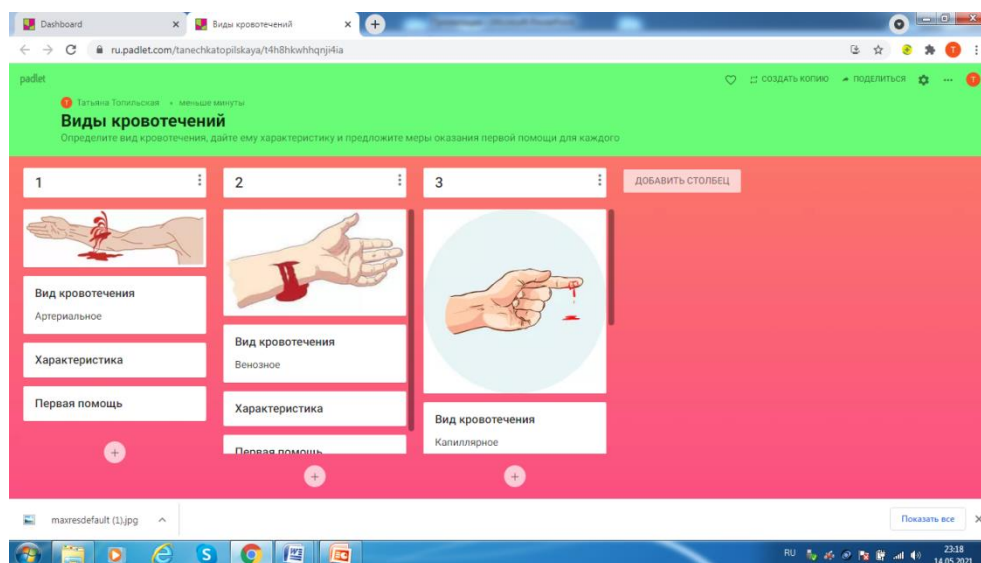 Dashboard
Виды кровотечений
ru.padlet.com/tanechkatopilskaya/t4h8hkwhhqnji4ia
padlet
СОЗДАТЬ КОПИЮ
ПОДЕЛИТЬСЯ
Татьяна Топильская • меньше минуты
Виды кровотечений
Определите вид кровотечения, дайте ему характеристику и предложите меры оказания первой помощи для каждого
1
2
3
ДОБАВИТЬ СТОЛБЕЦ
Вид кровотечения
Артериальное
Характеристика
Первая помощь
Вид кровотечения
Венозное
Характеристика
Первая помощь
Вид кровотечения
Капиллярное
maxresdefault (1).jpg
Показать все
RU
23:18
14.05.2021